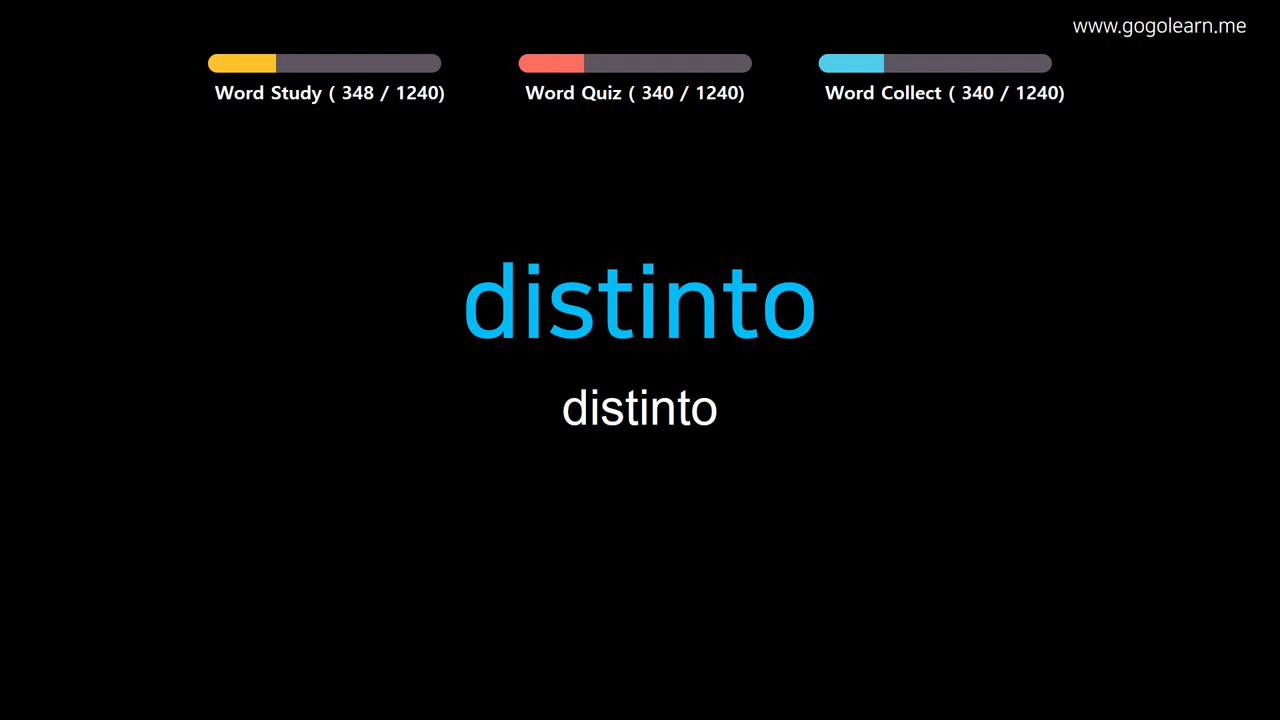 www.gogolearn.me
Word Study ( 348 / 1240)
Word Quiz ( 340 / 1240)
Word Collect ( 340 / 1240)
distinto
distinto